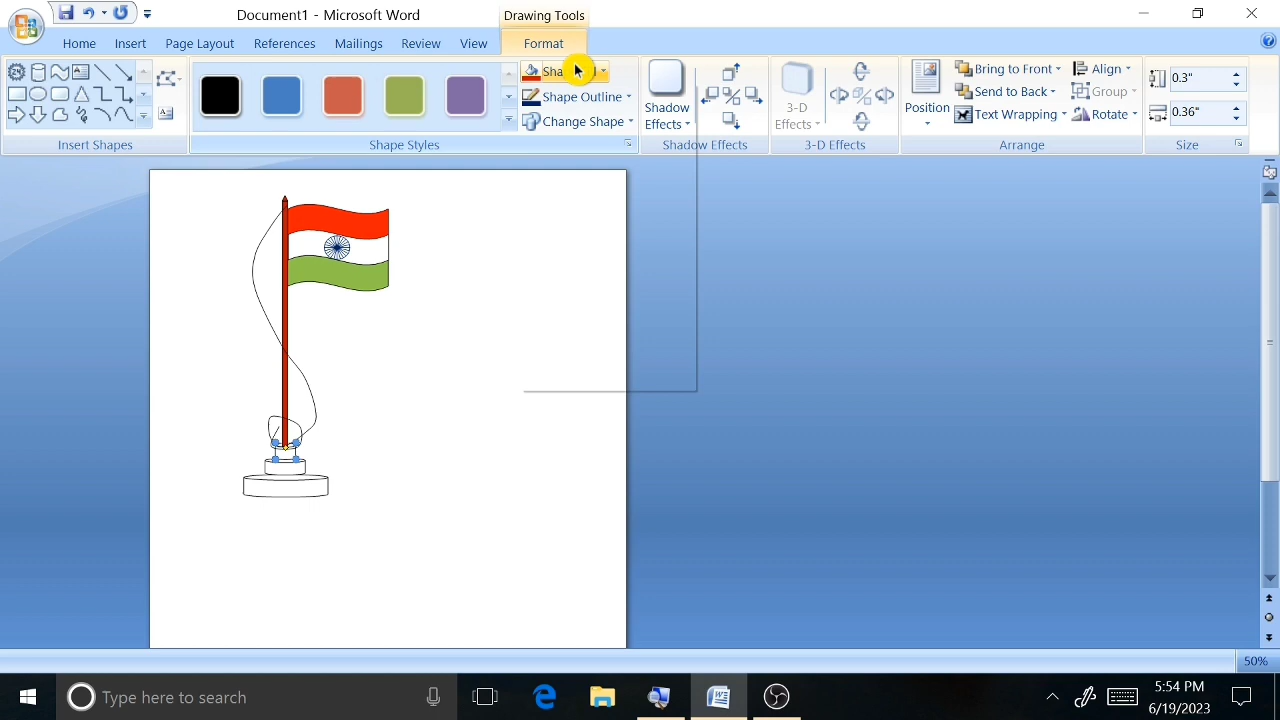 Document1 - Microsoft Word
Drawing Tools
Home
Insert
Page Layout
References
Mailings
Review
View
Format
Shape Outline
Change Shape
Shadow
Effects
3-D
Effects
Position
Bring to Front
Send to Back
Text Wrapping
Align
Group
Rotate
0.3"
0.36"
Insert Shapes
Shape Styles
Shadow Effects
3-D Effects
Arrange
Size
50%
Type here to search
5:54 PM
6/19/2023